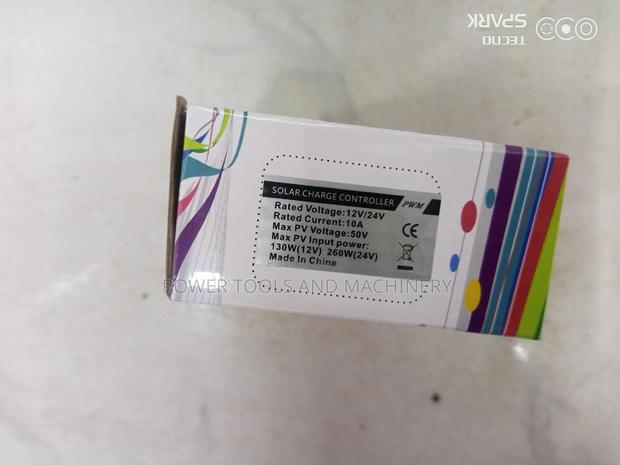 SPARK
TECNO
SOLAR CHARGE CONTROLLER PWM
Rated Voltage:12V/24V
Rated Current:10A
Max PV Voltage:50V
Max PV Input power:
130W(12V) 260W(24V)
Made In China
CE
POWER TOOLS AND MACHINERY